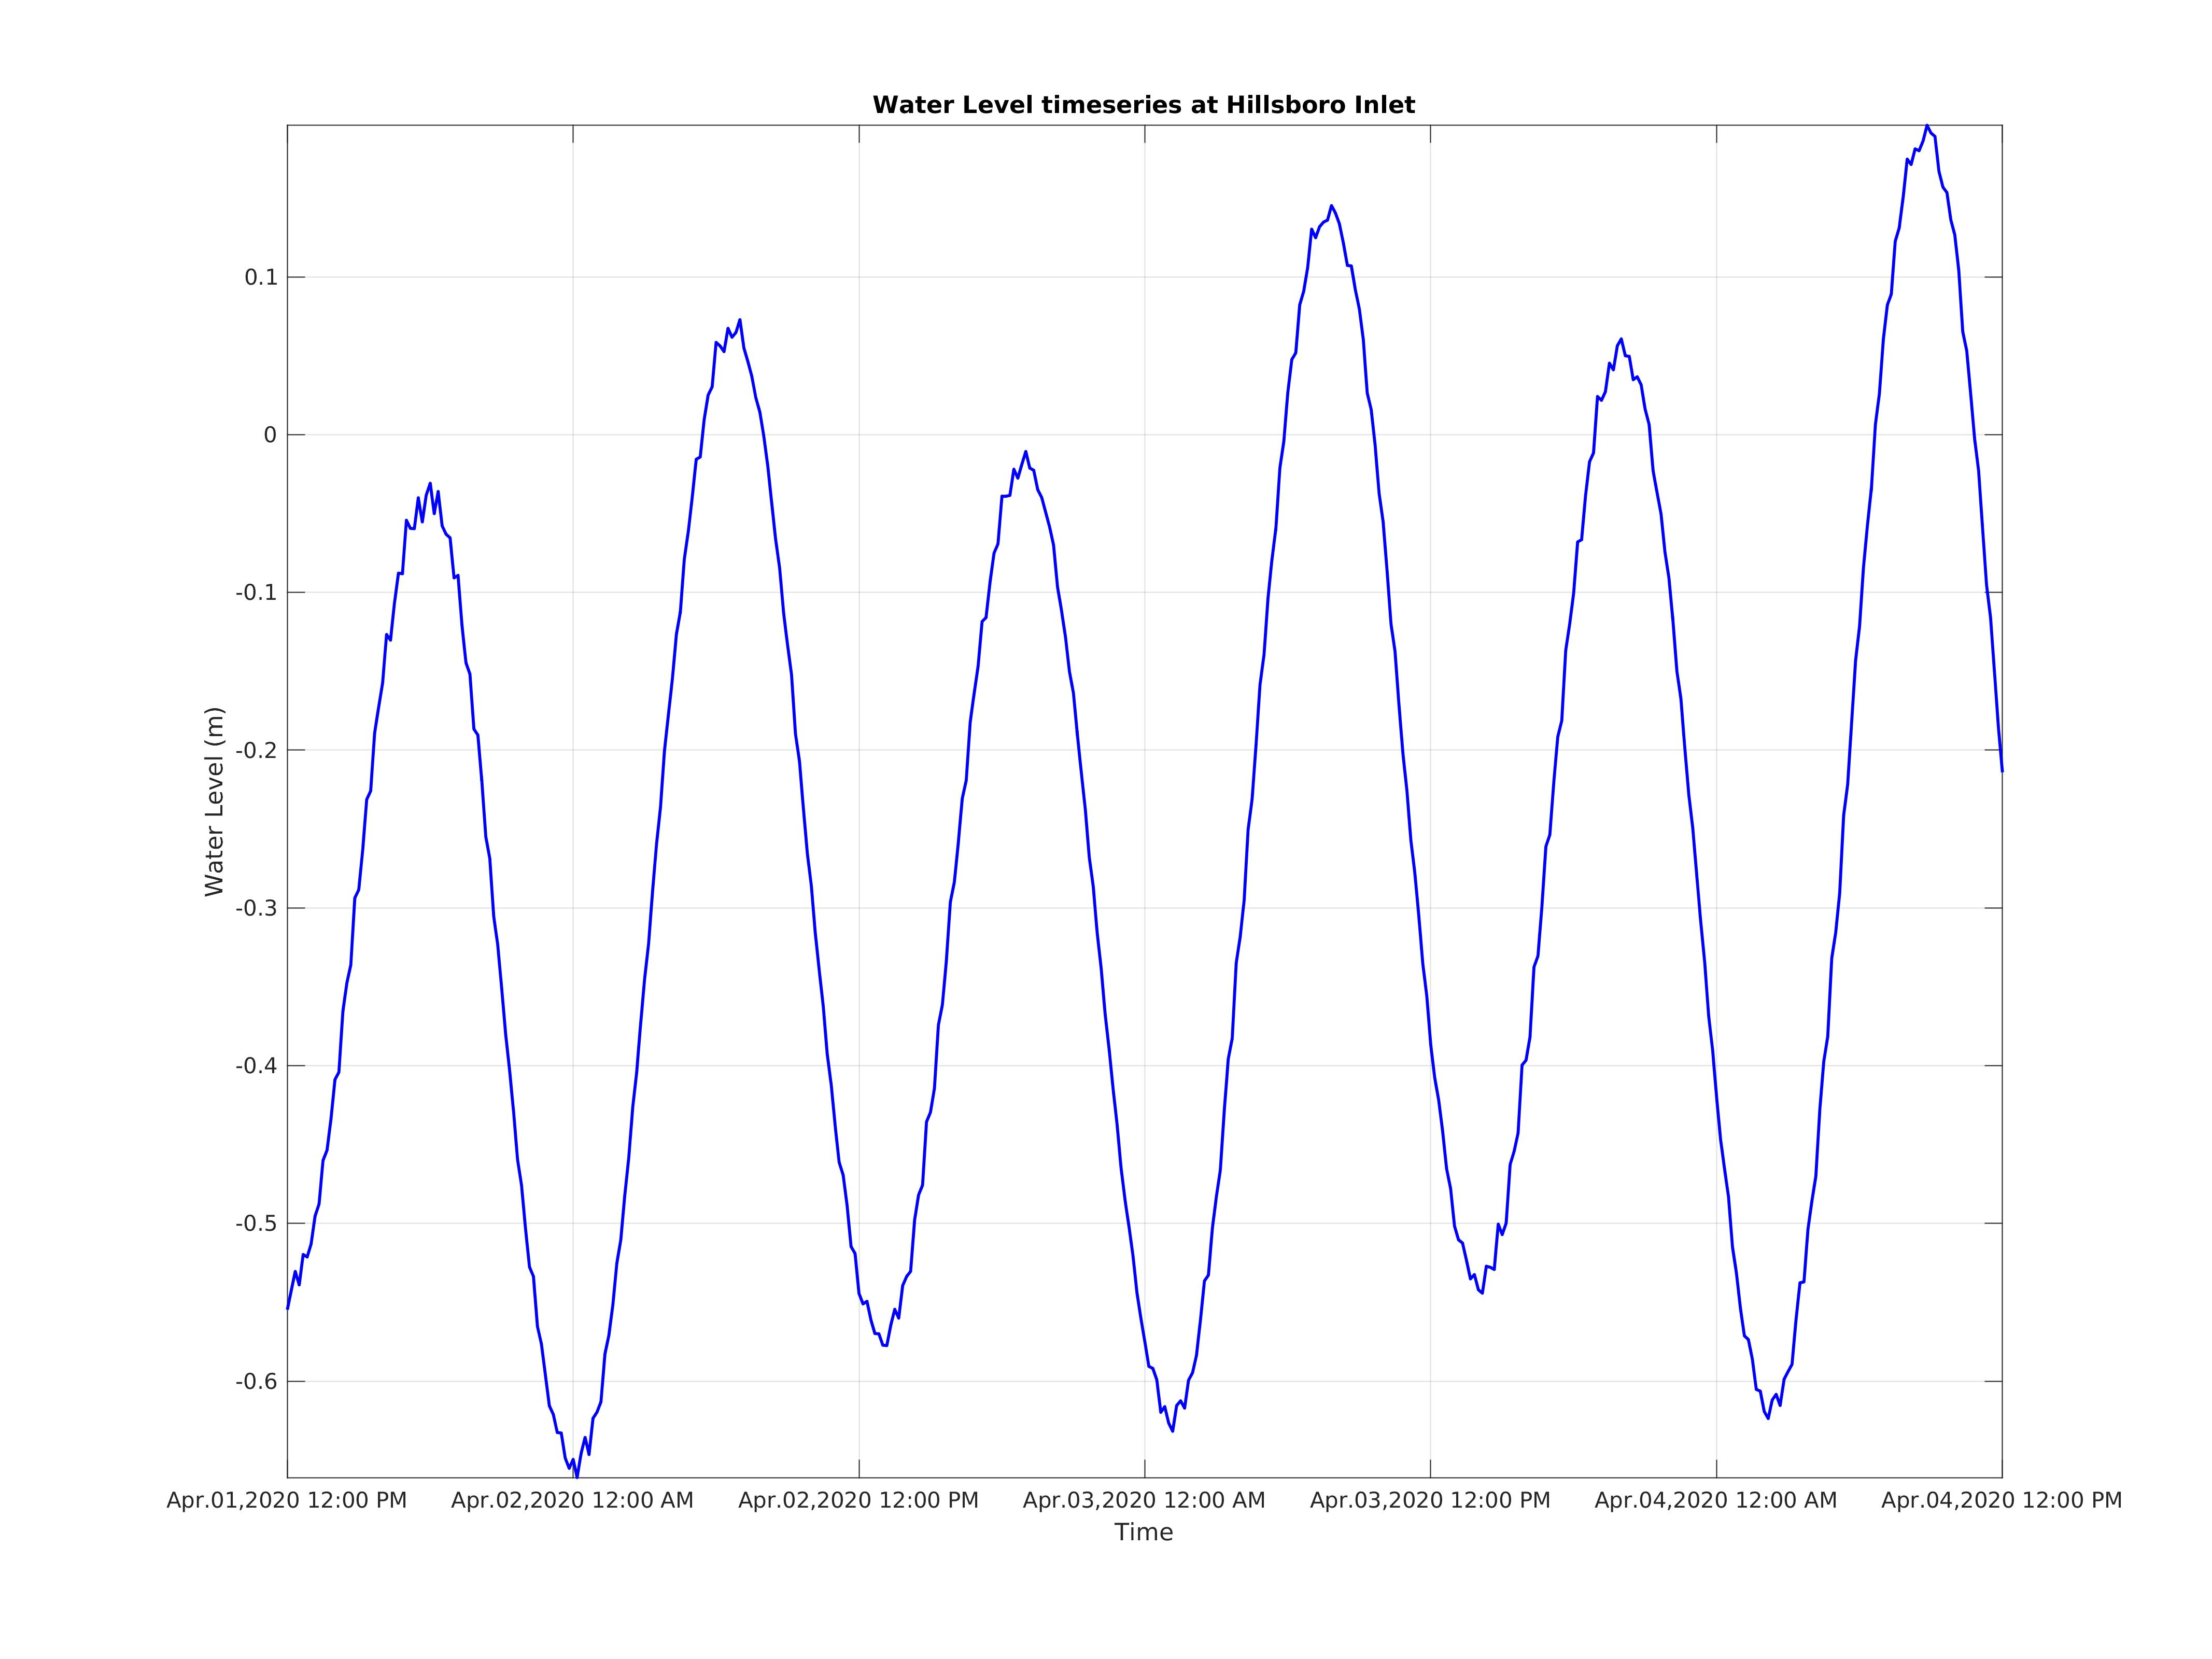 Water Level timeseries at Hillsboro Inlet
0.1
0
-0.1
-0.2
-0.3
-0.4
-0.5
-0.6
Water Level (m)
Apr.01,2020 12:00 PM
Apr.02,2020 12:00 AM
Apr.02,2020 12:00 PM
Apr.03,2020 12:00 AM
Apr.03,2020 12:00 PM
Apr.04,2020 12:00 AM
Apr.04,2020 12:00 PM
Time